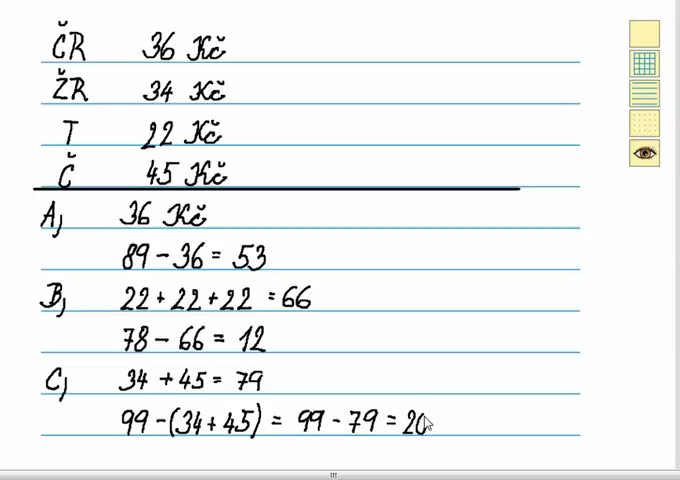 ČR 36 Kč
ŽR 34 Kč
T 22 Kč
Č 45 Kč
A) 36 Kč
89 - 36 = 53
B) 22 + 22 + 22 = 66
78 - 66 = 12
C) 34 + 45 = 79
99 - (34 + 45) = 99 - 79 = 20